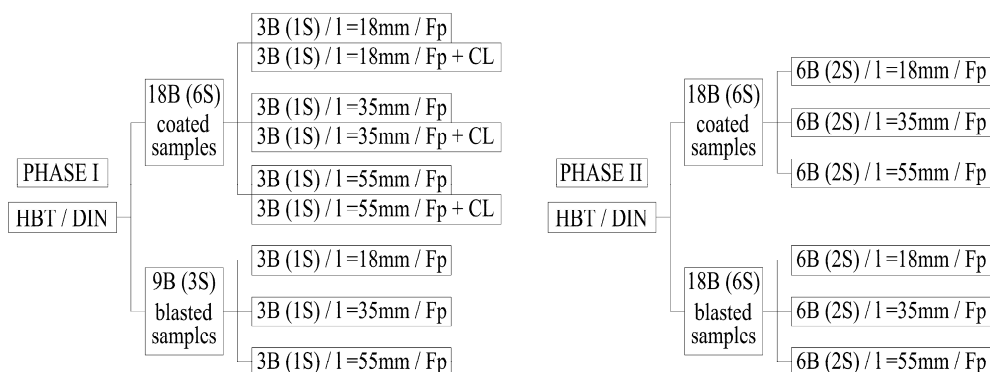 3B (1S) / l =18mm / Fp
3B (1S) / l =18mm / Fp + CL
18B (6S)
coated
samples
3B (1S) / l =35mm / Fp
3B (1S) / l =35mm / Fp + CL
3B (1S) / l =55mm / Fp
3B (1S) / l =55mm / Fp + CL
PHASE I
HBT / DIN
9B (3S)
blasted
samples
3B (1S) / l =18mm / Fp
3B (1S) / l =35mm / Fp
3B (1S) / l =55mm / Fp
6B (2S) / l =18mm / Fp
18B (6S)
coated
samples
6B (2S) / l =35mm / Fp
6B (2S) / l =55mm / Fp
PHASE II
HBT / DIN
18B (6S)
blasted
samples
6B (2S) / l =18mm / Fp
6B (2S) / l =35mm / Fp
6B (2S) / l =55mm / Fp